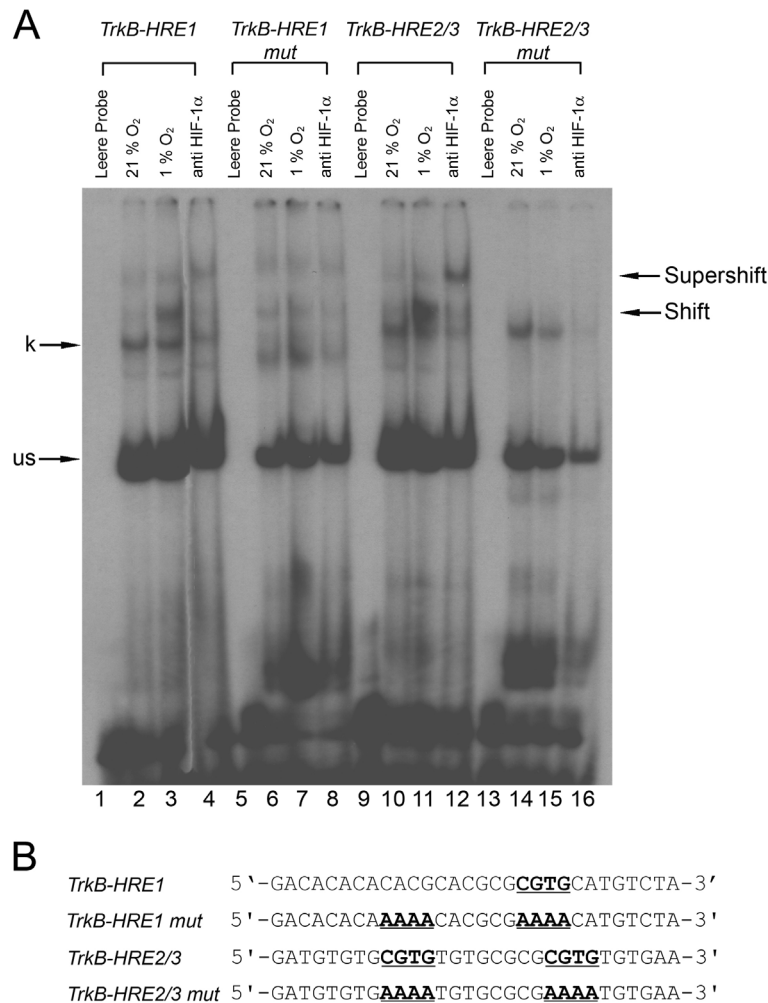 A
TrkB-HRE1 TrkB-HRE1 mut TrkB-HRE2/3 TrkB-HRE2/3 mut
Leere Probe 21 % O₂ 1 % O₂ anti HIF-1α Leere Probe 21 % O₂ 1 % O₂ anti HIF-1α Leere Probe 21 % O₂ 1 % O₂ anti HIF-1α Leere Probe 21 % O₂ 1 % O₂ anti HIF-1α
Supershift
Shift
k
us
1 2 3 4 5 6 7 8 9 10 11 12 13 14 15 16
B
TrkB-HRE1 5‘-GACACACACACGCACGCGCGTGCATGTCTA-3’
TrkB-HRE1 mut 5'-GACACACAAAAACACGCGAAAACATGTCTA-3'
TrkB-HRE2/3 5'-GATGTGTGCGTGTGTGCGCGCGTGTGTGAA-3'
TrkB-HRE2/3 mut 5'-GATGTGTGAAAATGTGCGCGAAAATGTGAA-3'